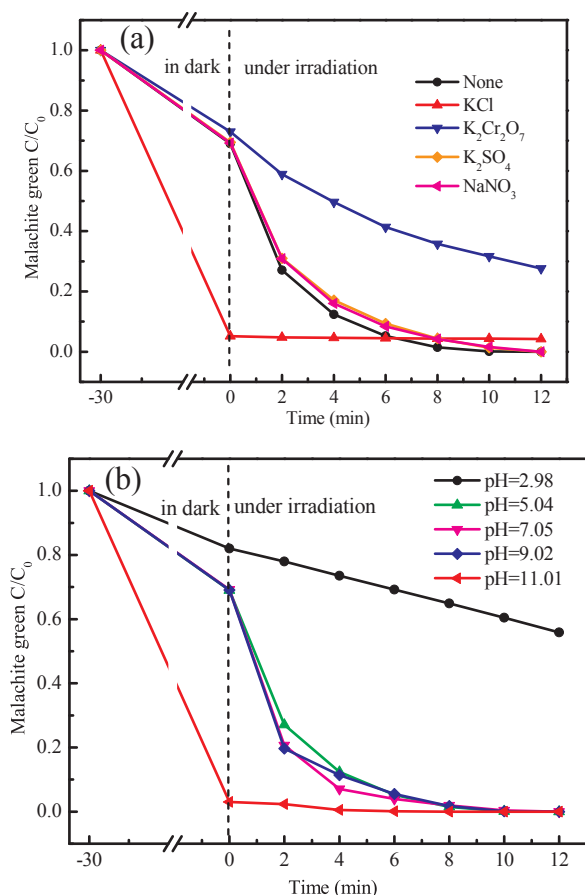 (a)
in dark under irradiation
None
KCl
K2Cr2O7
K2SO4
NaNO3
Malachite green C/C0
1.0
0.8
0.6
0.4
0.2
0.0
-30 0 2 4 6 8 10 12
Time (min)
(b)
in dark under irradiation
pH=2.98
pH=5.04
pH=7.05
pH=9.02
pH=11.01
Malachite green C/C0
1.0
0.8
0.6
0.4
0.2
0.0
-30 0 2 4 6 8 10 12
Time (min)